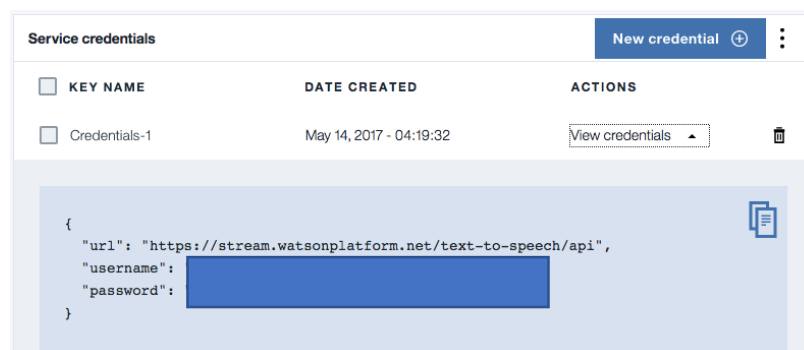 Service credentials New credential
KEY NAME DATE CREATED ACTIONS
Credentials-1 May 14, 2017 - 04:19:32 View credentials
{
"url": "https://stream.watsonplatform.net/text-to-speech/api",
"username": "
"password": "
}